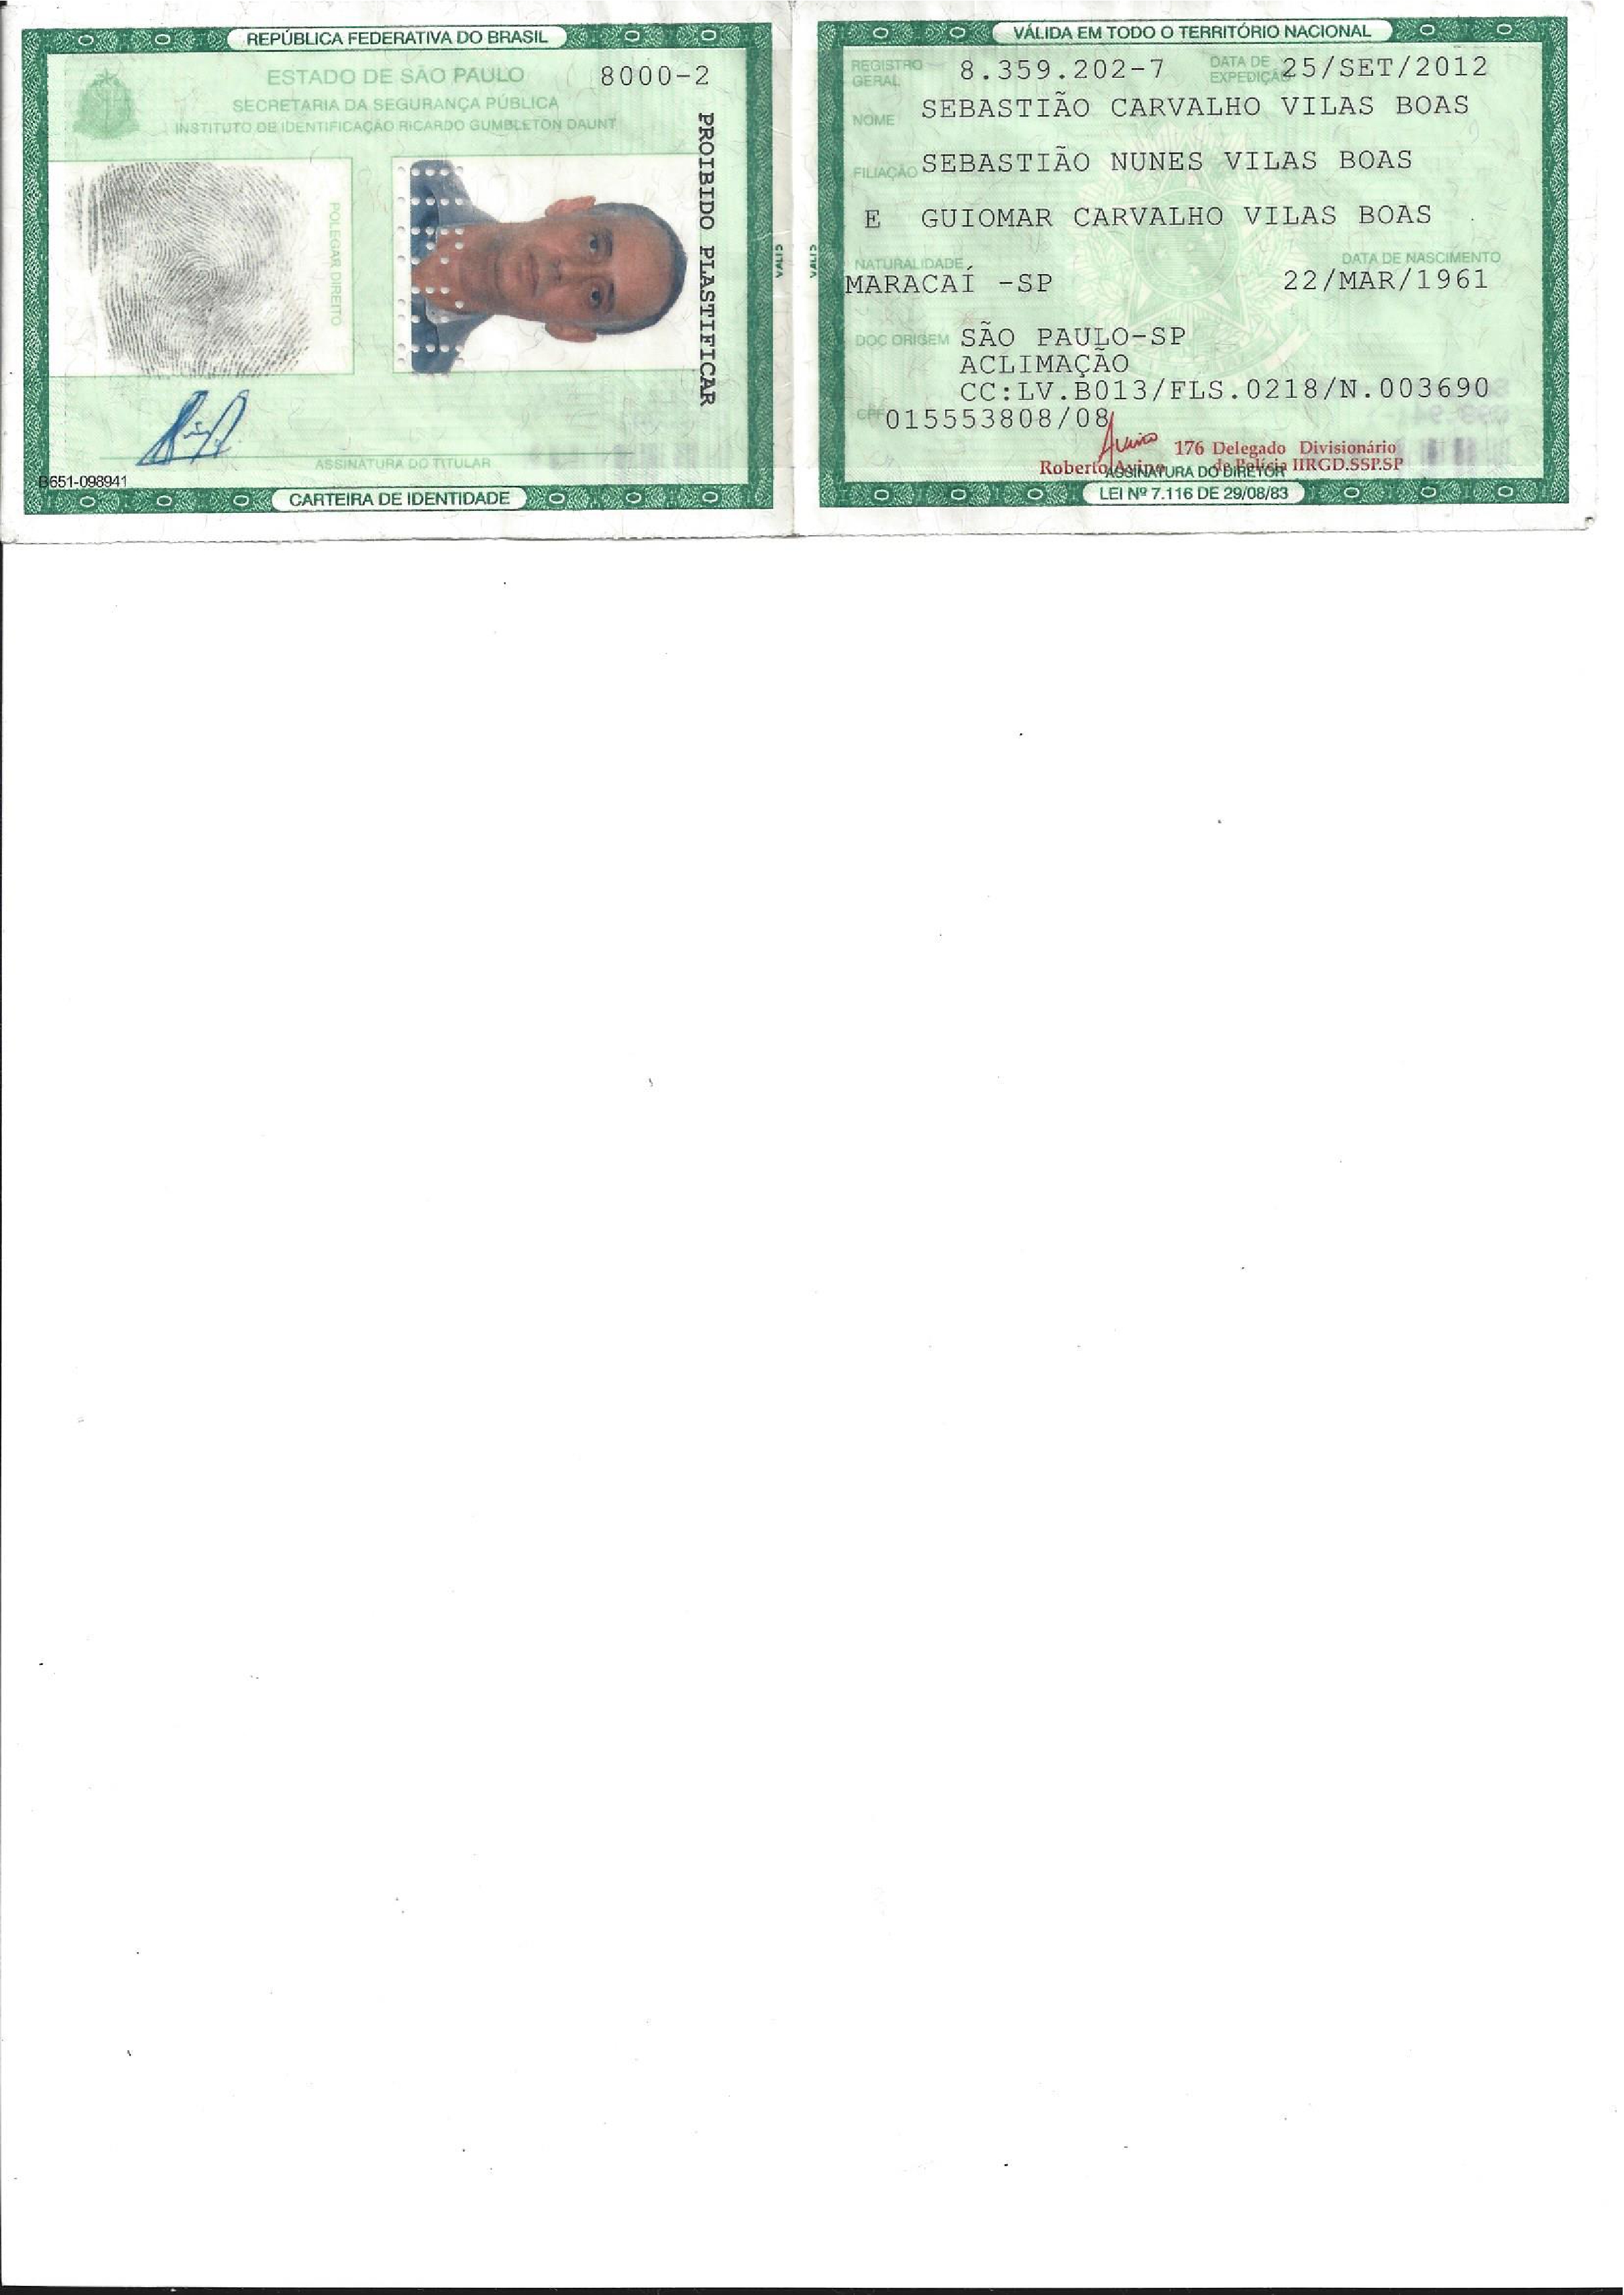 REPÚBLICA FEDERATIVA DO BRASIL
ESTADO DE SÃO PAULO
8000-2
SECRETARIA DA SEGURANÇA PÚBLICA
INSTITUTO DE IDENTIFICAÇÃO RICARDO GUMBLETON DAUNT
POLEGAR DIREITO
PROIBIDO PLASTIFICAR
ASSINATURA DO TITULAR
B651-098941
CARTEIRA DE IDENTIDADE
VÁLIDA EM TODO O TERRITÓRIO NACIONAL
REGISTRO GERAL 8.359.202-7 DATA DE EXPEDIÇÃO 25/SET/2012
NOME SEBASTIÃO CARVALHO VILAS BOAS
FILIAÇÃO SEBASTIÃO NUNES VILAS BOAS
E GUIOMAR CARVALHO VILAS BOAS
NATURALIDADE DATA DE NASCIMENTO
MARACAÍ -SP 22/MAR/1961
DOC ORIGEM SÃO PAULO-SP
ACLIMAÇÃO
CC:LV.B013/FLS.0218/N.003690
CPF 015553808/08
176 Delegado Divisionário
Roberto Avino de Polícia IIRGD.SSP.SP
ASSINATURA DO DIRETOR
LEI Nº 7.116 DE 29/08/83